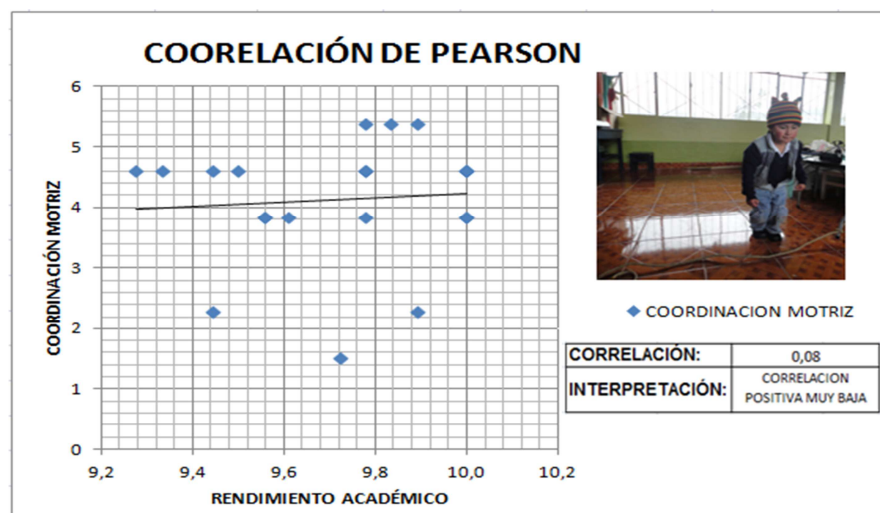 COORELACIÓN DE PEARSON
COORDINACIÓN MOTRIZ
6
5
4
3
2
1
0
9,2 9,4 9,6 9,8 10,0 10,2
RENDIMIENTO ACADÉMICO
COORDINACION MOTRIZ
CORRELACIÓN: 0,08
INTERPRETACIÓN: CORRELACION
POSITIVA MUY BAJA